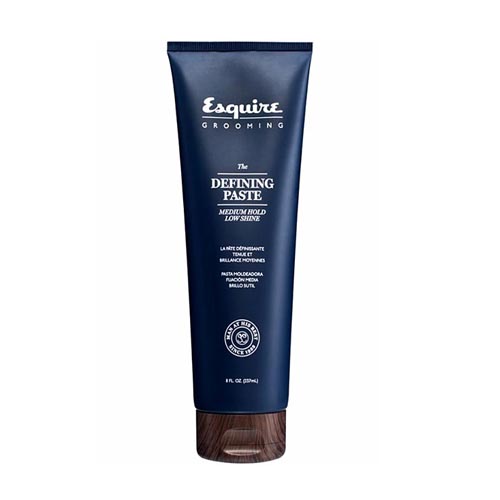 Esquire
GROOMING
The
DEFINING
PASTE
MEDIUM HOLD
LOW SHINE
LA PÂTE DÉFINISSANTE
TENUE ET
BRILLANCE MOYENNES
PASTA MOLDEADORA
FIJACIÓN MEDIA
BRILLO SUTIL
MAN AT HIS BEST
SINCE 1933
8 FL. OZ. (237mL)